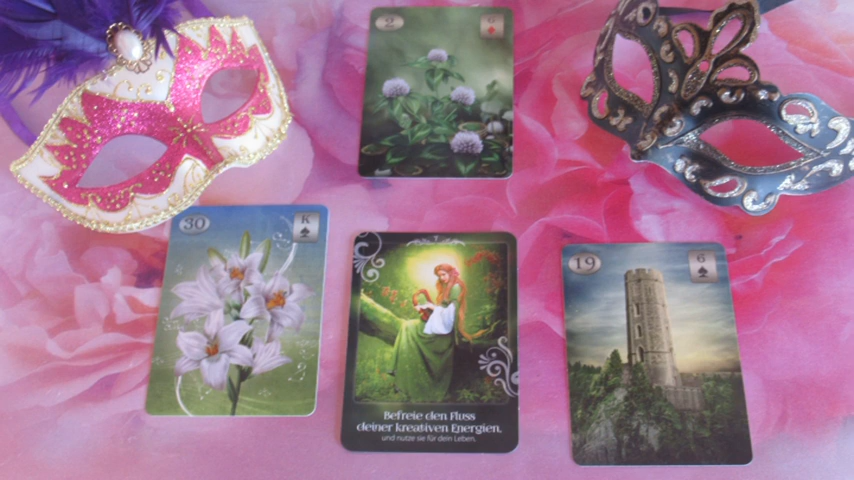 2
6
30
K
19
6
Befreie den Fluss
deiner kreativen Energien,
und nutze sie für dein Leben.